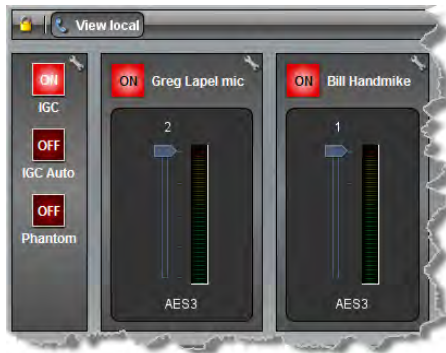 View local
ON
IGC
OFF
IGC Auto
OFF
Phantom
ON Greg Lapel mic
2
AES3
ON Bill Handmike
1
AES3